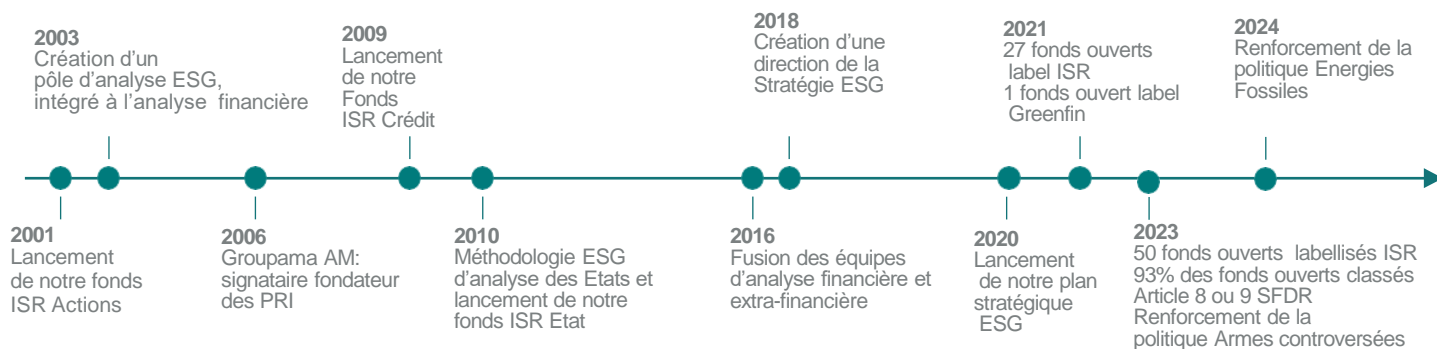 2003
Création d'un
pôle d'analyse ESG,
intégré à l'analyse financière
2009
Lancement
de notre
Fonds
ISR Crédit
2018
Création d'une
direction de la
Stratégie ESG
2021
27 fonds ouverts
label ISR
1 fonds ouvert label
Greenfin
2024
Renforcement de la
politique Energies
Fossiles
2001
Lancement
de notre fonds
ISR Actions
2006
Groupama AM:
signataire fondateur
des PRI
2010
Méthodologie ESG
d'analyse des Etats et
lancement de notre
fonds ISR Etat
2016
Fusion des équipes
d'analyse financière et
extra-financière
2020
Lancement
de notre plan
stratégique
ESG
2023
50 fonds ouverts labellisés ISR
93% des fonds ouverts classés
Article 8 ou 9 SFDR
Renforcement de la
politique Armes controversées